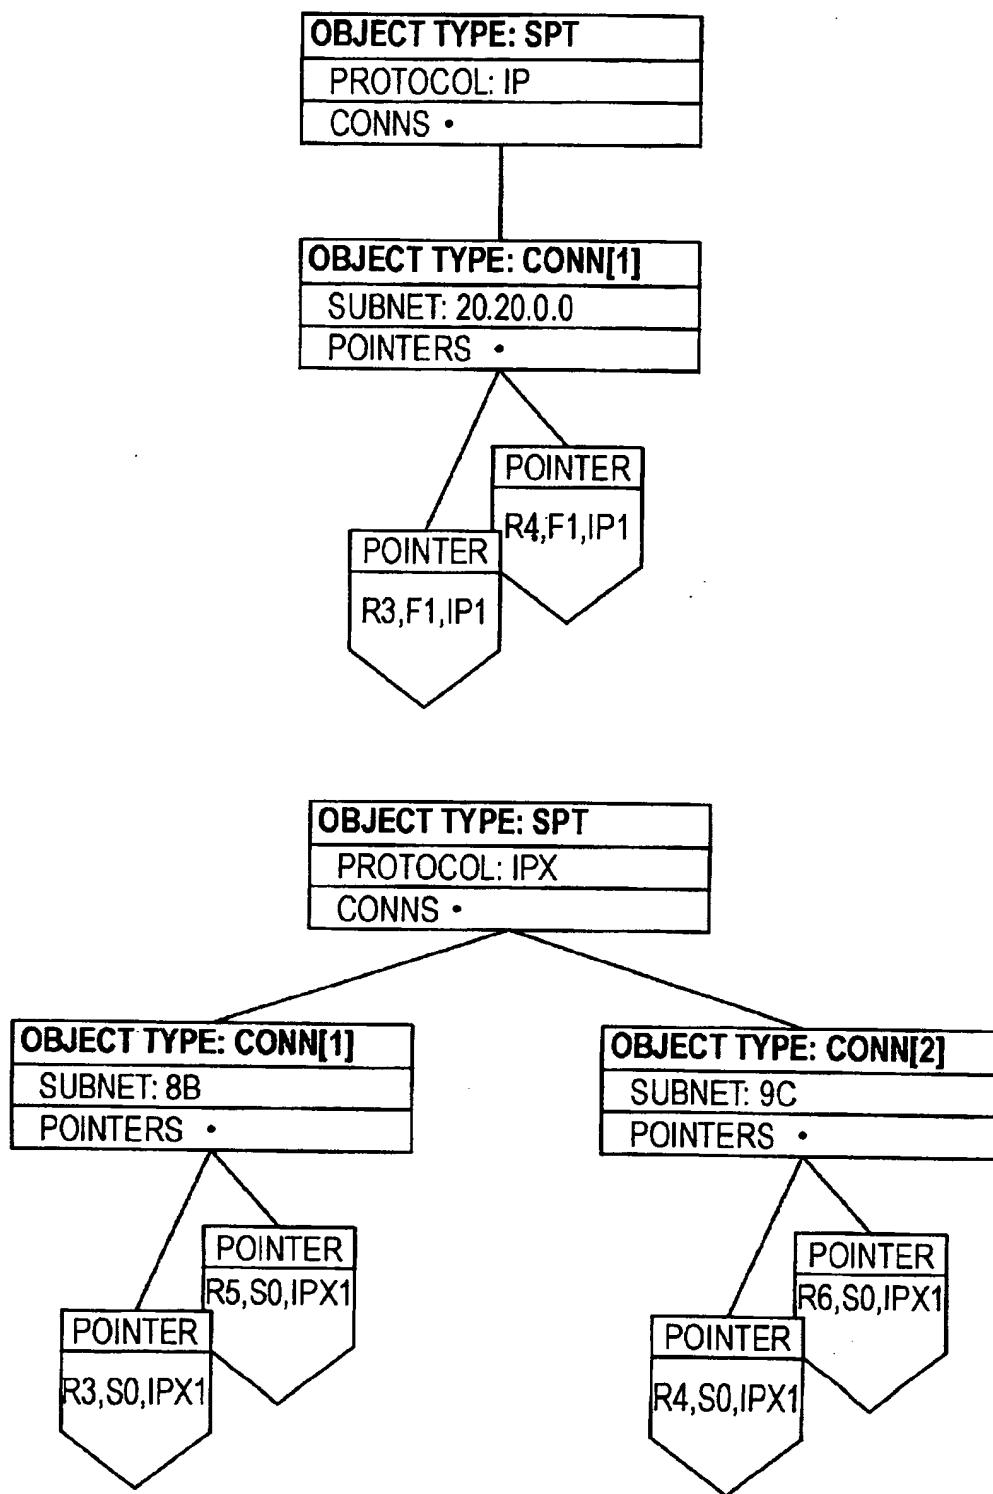 OBJECT TYPE: SPT
PROTOCOL: IP
CONNS •
OBJECT TYPE: CONN[1]
SUBNET: 20.20.0.0
POINTERS •
POINTER
R4,F1,IP1
POINTER
R3,F1,IP1
OBJECT TYPE: SPT
PROTOCOL: IPX
CONNS •
OBJECT TYPE: CONN[1]
SUBNET: 8B
POINTERS •
POINTER
R5,S0,IPX1
POINTER
R3,S0,IPX1
OBJECT TYPE: CONN[2]
SUBNET: 9C
POINTERS •
POINTER
R6,S0,IPX1
POINTER
R4,S0,IPX1